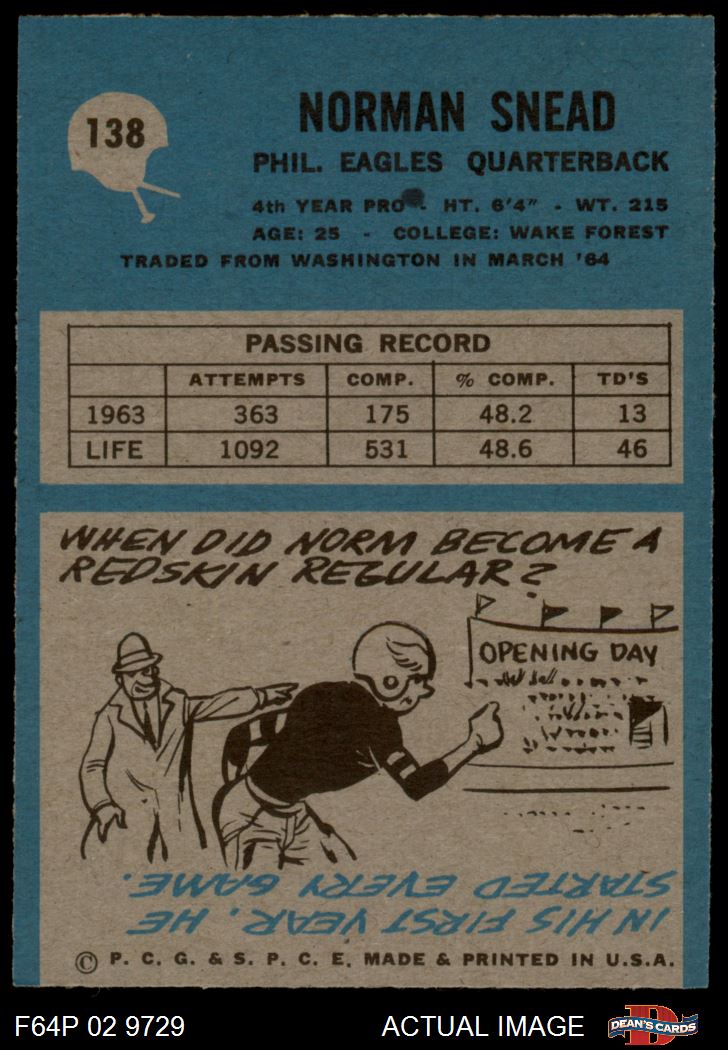 138
NORMAN SNEAD
PHIL. EAGLES QUARTERBACK
4th YEAR PRO - HT. 6'4" - WT. 215
AGE: 25 - COLLEGE: WAKE FOREST
TRADED FROM WASHINGTON IN MARCH '64
PASSING RECORD
ATTEMPTS COMP. % COMP. TD'S
1963 363 175 48.2 13
LIFE 1092 531 48.6 46
WHEN DID NORM BECOME A
REDSKIN REGULAR?
OPENING DAY
IN HIS FIRST YEAR. HE
STARTED EVERY GAME.
© P. C. G. & S. P. C. E. MADE & PRINTED IN U.S.A.
F64P 02 9729 ACTUAL IMAGE DEAN'S CARDS